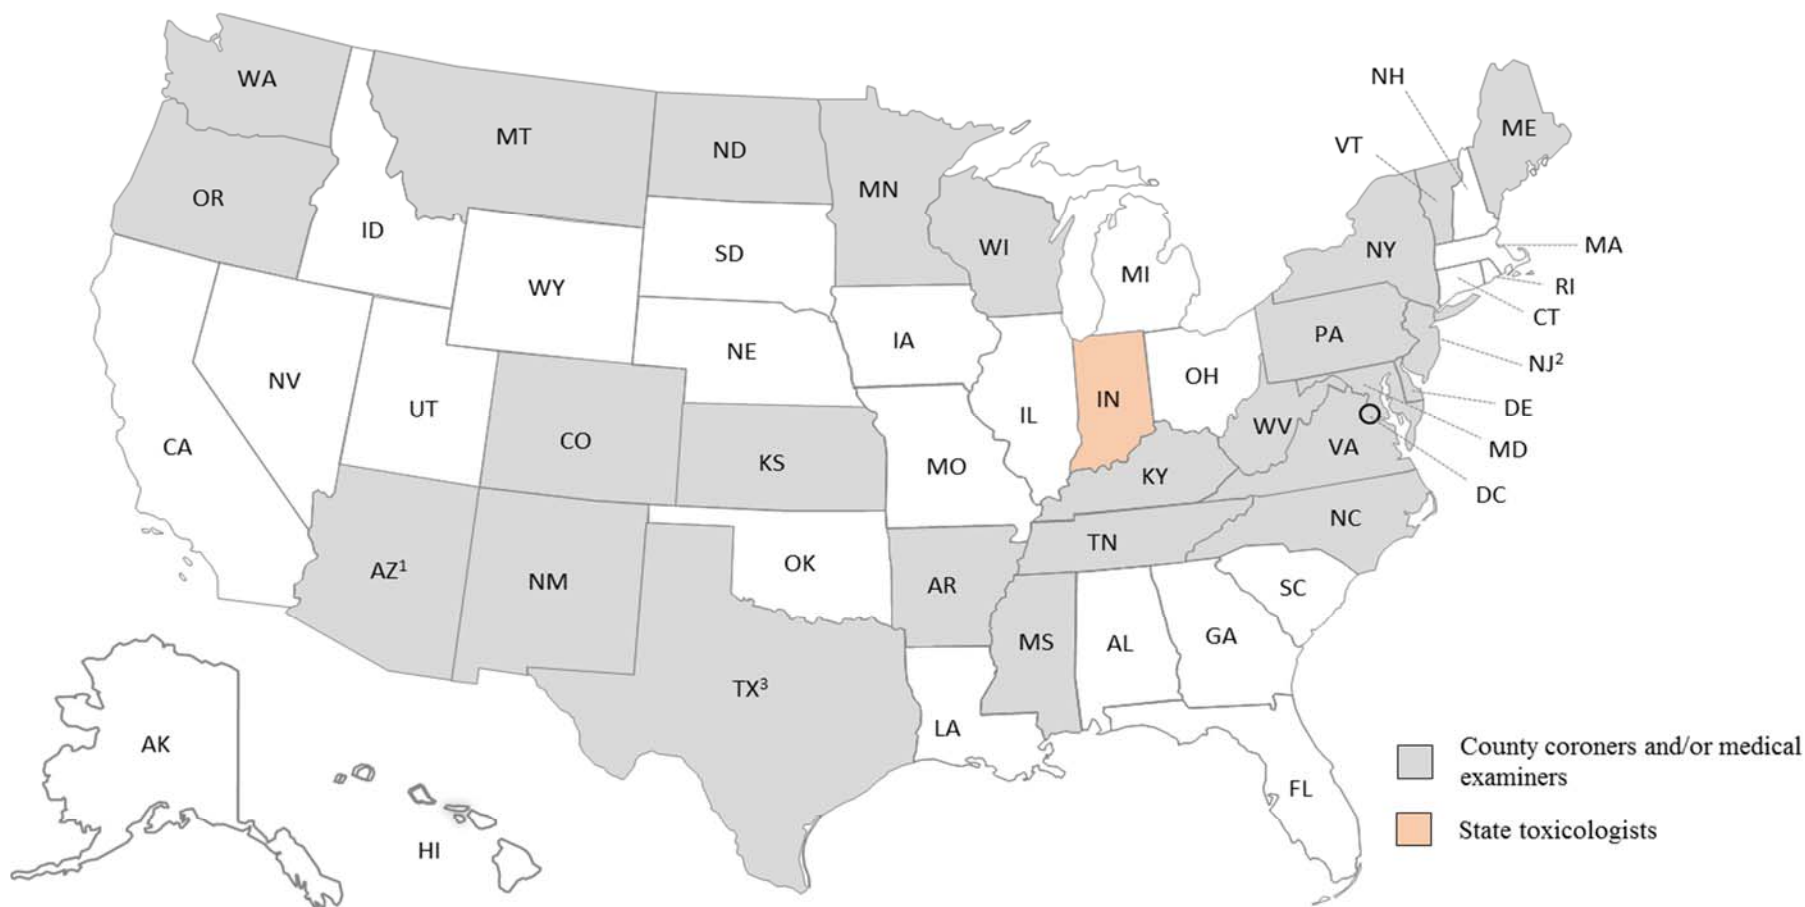 WA
NH
ME
MT
VT
ND
OR
MN
ID
WI
NY
MA
SD
MI
WY
RI
CT
PA
IA
NE
NJ²
OH
NV
IN
UT
DE
IL
WV
CO
CA
VA
MD
KS
MO
KY
DC
NC
TN
OK
AZ¹
NM
AR
SC
GA
MS
AL
TX³
LA
AK
County coroners and/or medical
examiners
FL
State toxicologists
HI